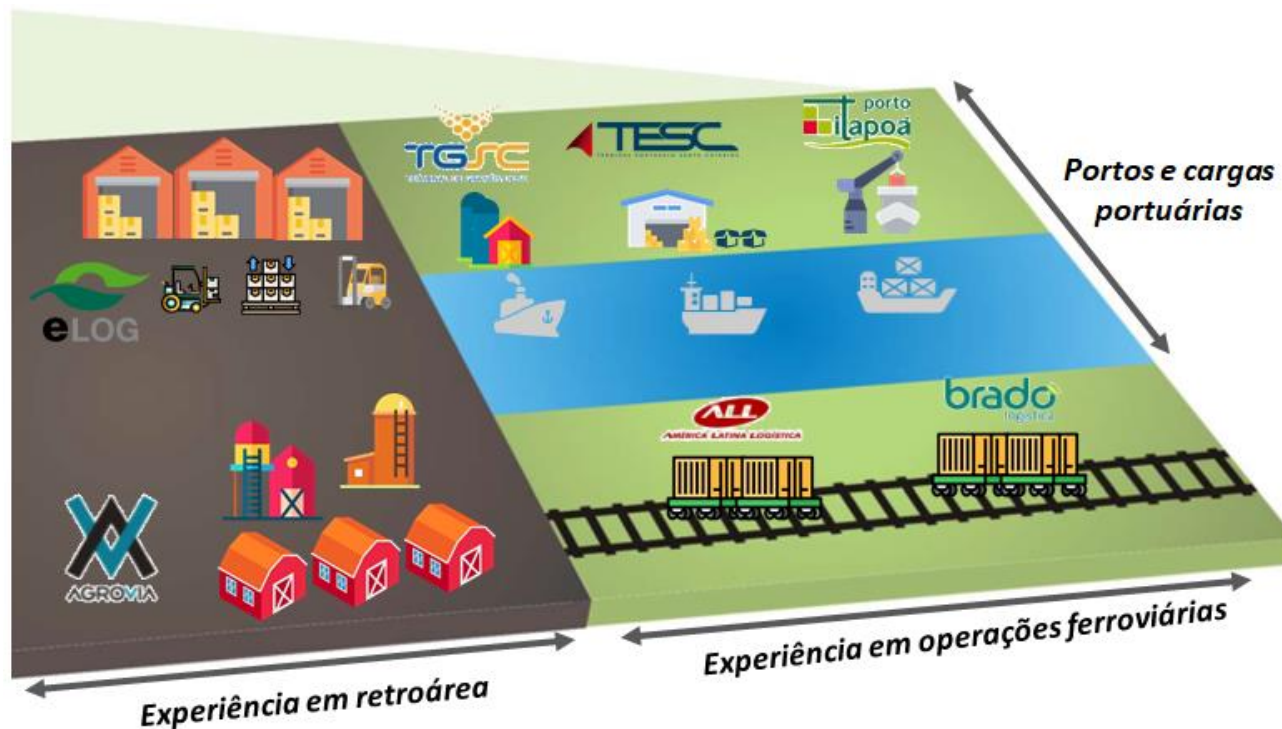 TGSC
TESC
porto
itapoá
Portos e cargas
portuárias
eLOG
ALL
AMÉRICA LATINA LOGÍSTICA
brado
logística
AGROVIA
Experiência em operações ferroviárias
Experiência em retroárea